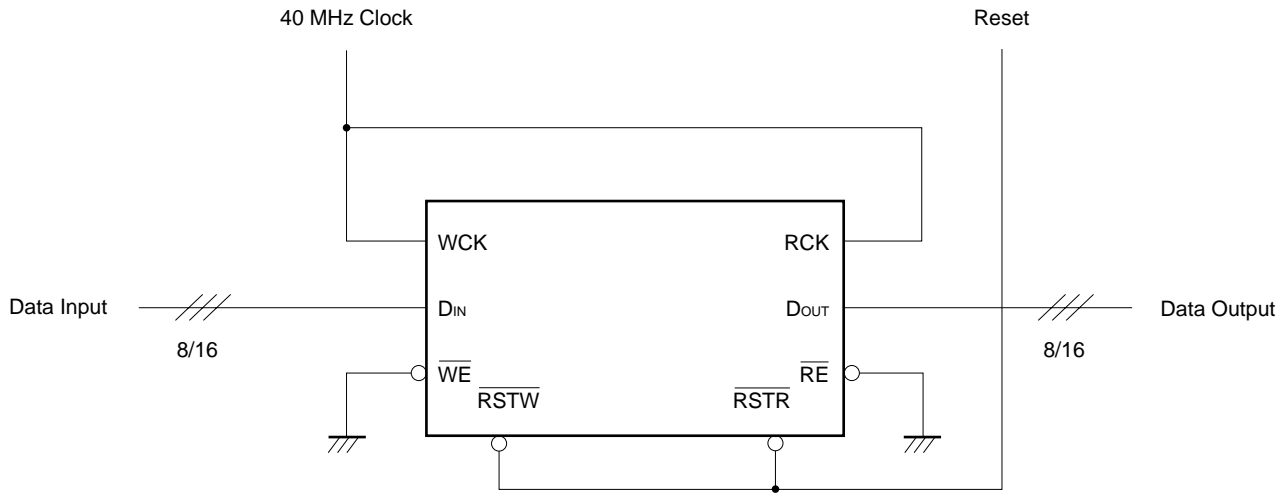 40 MHz Clock
Reset
WCK
RCK
Data Input
DIN
DOUT
Data Output
8/16
8/16
WE
RE
RSTW
RSTR